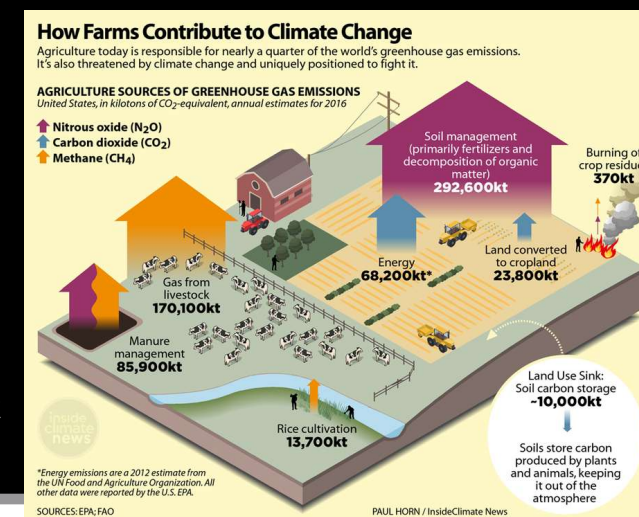 How Farms Contribute to Climate Change
Agriculture today is responsible for nearly a quarter of the world's greenhouse gas emissions.
It's also threatened by climate change and uniquely positioned to fight it.
AGRICULTURE SOURCES OF GREENHOUSE GAS EMISSIONS
United States, in kilotons of CO2-equivalent, annual estimates for 2016
Nitrous oxide (N2O)
Carbon dioxide (CO2)
Methane (CH4)
Soil management
(primarily fertilizers and
decomposition of organic
matter)
292,600kt
Burning of
crop residue
370kt
Energy
68,200kt*
Land converted
to cropland
23,800kt
Gas from
livestock
170,100kt
Manure
management
85,900kt
Rice cultivation
13,700kt
Land Use Sink:
Soil carbon storage
~10,000kt
Soils store carbon
produced by plants
and animals, keeping
it out of the
atmosphere
inside
climate
news
*Energy emissions are a 2012 estimate from
the UN Food and Agriculture Organization. All
other data were reported by the U.S. EPA.
SOURCES: EPA; FAO
PAUL HORN / InsideClimate News